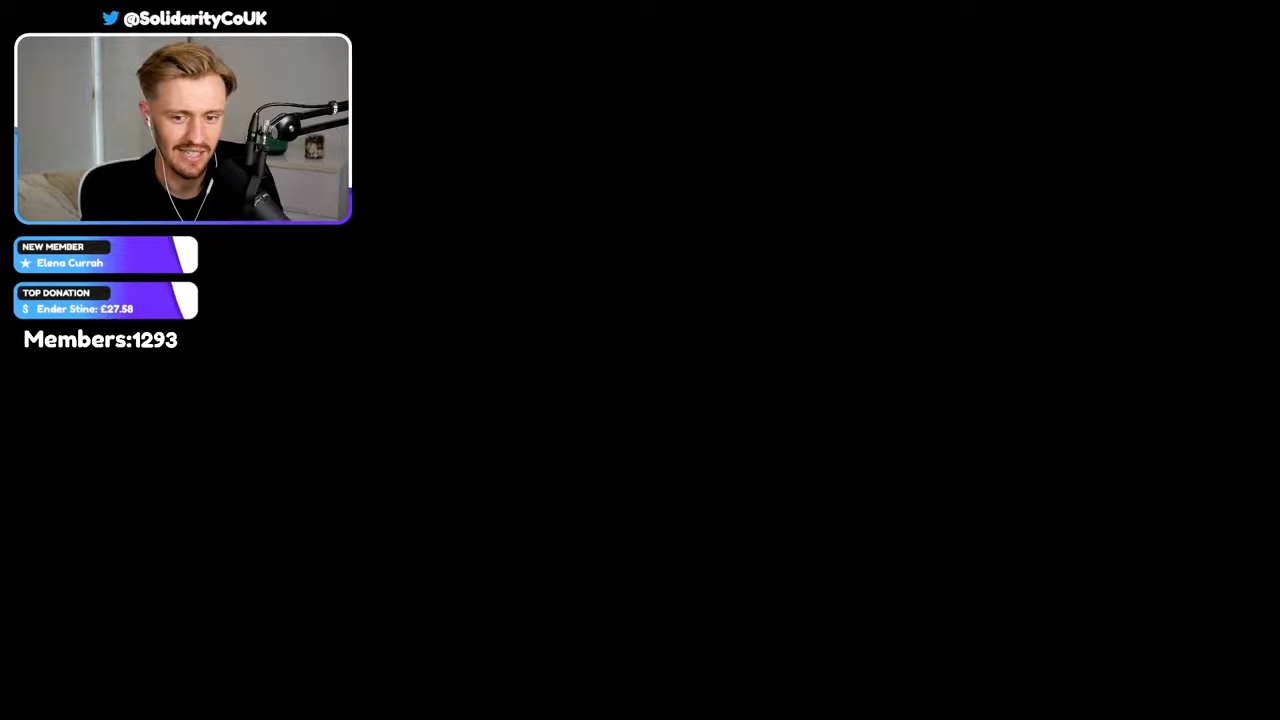 @SolidarityCoUK
NEW MEMBER
Elena Currah
TOP DONATION
$ Ender Stine: £27.58
Members:1293